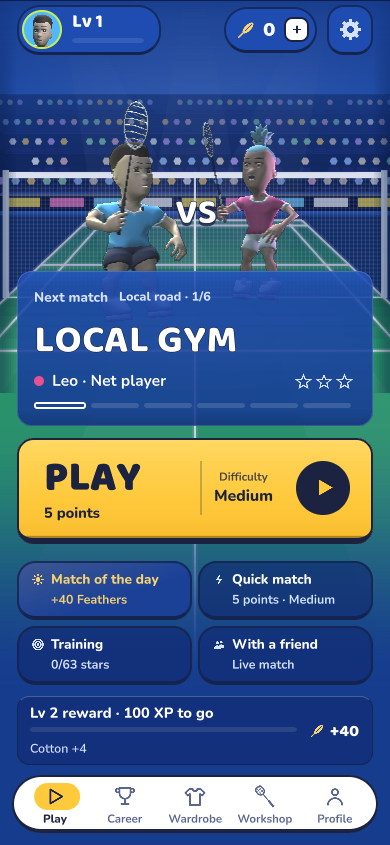 Lv 1
0
+
VS
Next match Local road · 1/6
LOCAL GYM
Leo · Net player
PLAY
5 points
Difficulty
Medium
Match of the day
+40 Feathers
Quick match
5 points · Medium
Training
0/63 stars
With a friend
Live match
Lv 2 reward · 100 XP to go
+40
Cotton +4
Play
Career
Wardrobe
Workshop
Profile